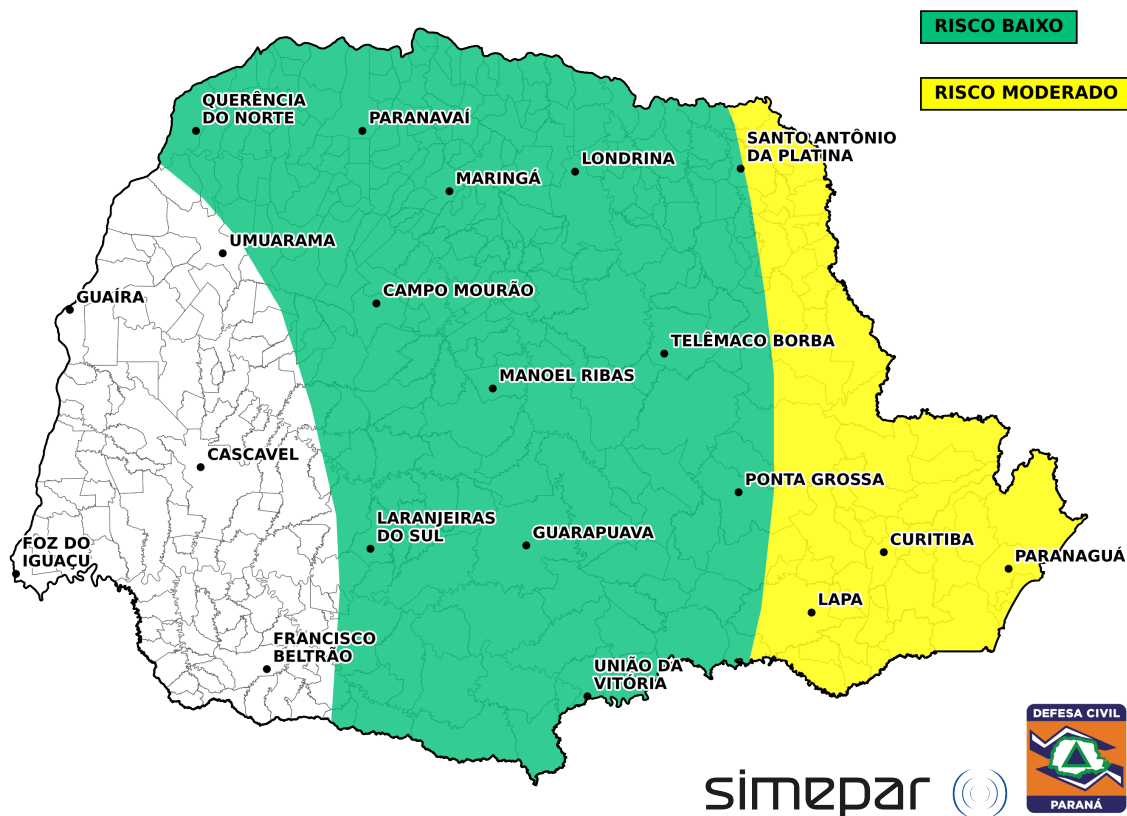 RISCO BAIXO
RISCO MODERADO
QUERÊNCIA
DO NORTE
PARANAVAÍ
SANTO ANTÔNIO
DA PLATINA
LONDRINA
MARINGÁ
UMUARAMA
GUAÍRA
CAMPO MOURÃO
TELÊMACO BORBA
MANOEL RIBAS
CASCAVEL
PONTA GROSSA
LARANJEIRAS
DO SUL
GUARAPUAVA
CURITIBA
FOZ DO
IGUAÇU
PARANAGUÁ
LAPA
FRANCISCO
BELTRÃO
UNIÃO DA
VITÓRIA
simepar
DEFESA CIVIL
PARANÁ